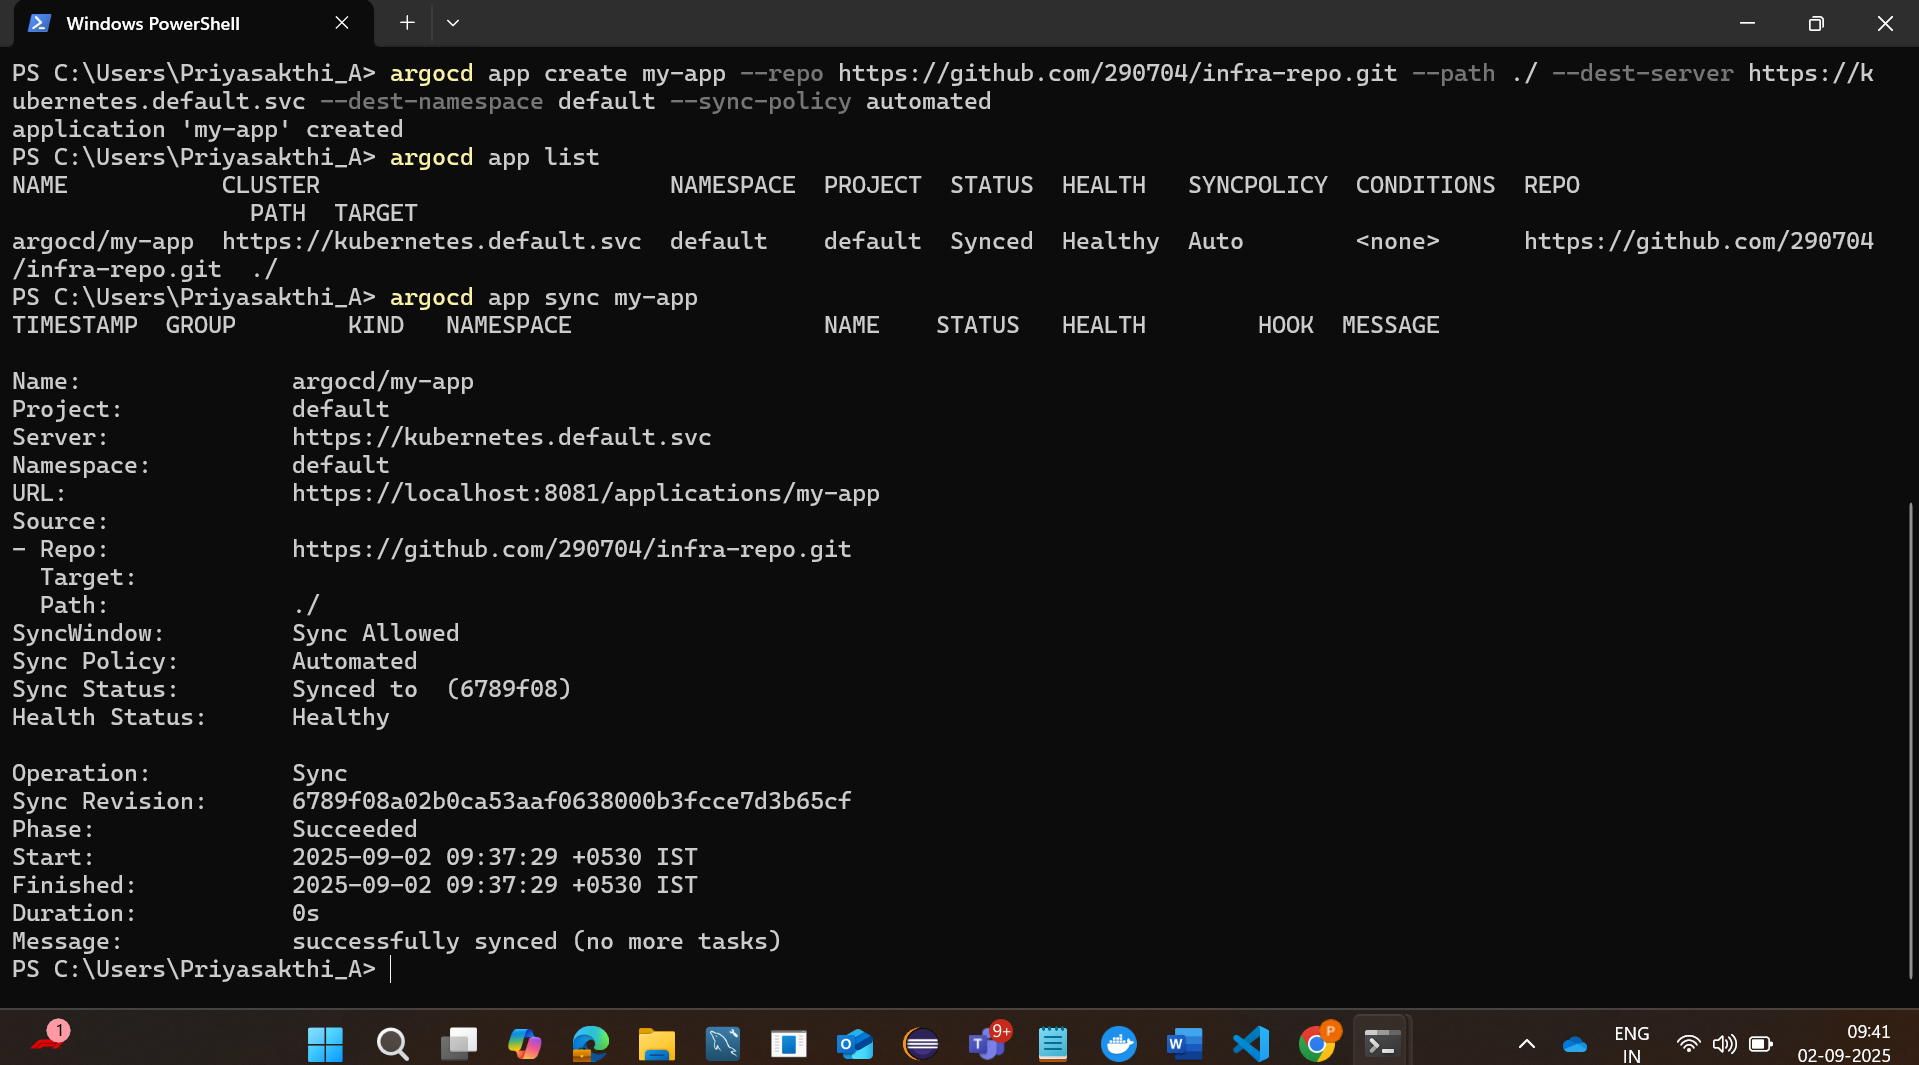 Windows PowerShell
PS C:\Users\Priyasakthi_A> argocd app create my-app --repo https://github.com/290704/infra-repo.git --path ./ --dest-server https://k
ubernetes.default.svc --dest-namespace default --sync-policy automated
application 'my-app' created
PS C:\Users\Priyasakthi_A> argocd app list
NAME CLUSTER NAMESPACE PROJECT STATUS HEALTH SYNCPOLICY CONDITIONS REPO
PATH TARGET
argocd/my-app https://kubernetes.default.svc default default Synced Healthy Auto <none> https://github.com/290704
/infra-repo.git ./
PS C:\Users\Priyasakthi_A> argocd app sync my-app
TIMESTAMP GROUP KIND NAMESPACE NAME STATUS HEALTH HOOK MESSAGE
Name: argocd/my-app
Project: default
Server: https://kubernetes.default.svc
Namespace: default
URL: https://localhost:8081/applications/my-app
Source:
- Repo: https://github.com/290704/infra-repo.git
Target:
Path: ./
SyncWindow: Sync Allowed
Sync Policy: Automated
Sync Status: Synced to (6789f08)
Health Status: Healthy
Operation: Sync
Sync Revision: 6789f08a02b0ca53aaf0638000b3fcce7d3b65cf
Phase: Succeeded
Start: 2025-09-02 09:37:29 +0530 IST
Finished: 2025-09-02 09:37:29 +0530 IST
Duration: 0s
Message: successfully synced (no more tasks)
PS C:\Users\Priyasakthi_A>
1
9+
P
ENG
IN
09:41
02-09-2025